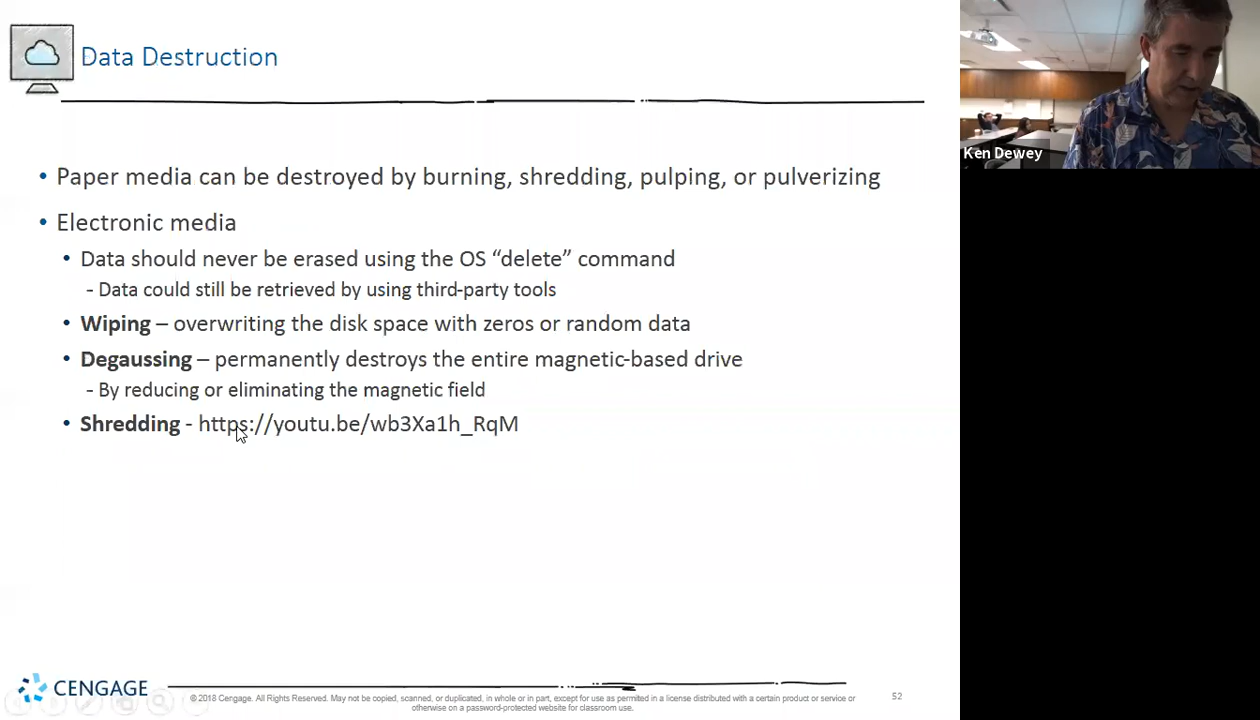 Data Destruction
Ken Dewey
• Paper media can be destroyed by burning, shredding, pulping, or pulverizing
• Electronic media
• Data should never be erased using the OS “delete” command
- Data could still be retrieved by using third-party tools
• Wiping – overwriting the disk space with zeros or random data
• Degaussing – permanently destroys the entire magnetic-based drive
- By reducing or eliminating the magnetic field
• Shredding - https://youtu.be/wb3Xa1h_RqM
CENGAGE
© 2018 Cengage. All Rights Reserved. May not be copied, scanned, or duplicated, in whole or in part, except for use as permitted in a license distributed with a certain product or service or
otherwise on a password-protected website for classroom use.
52